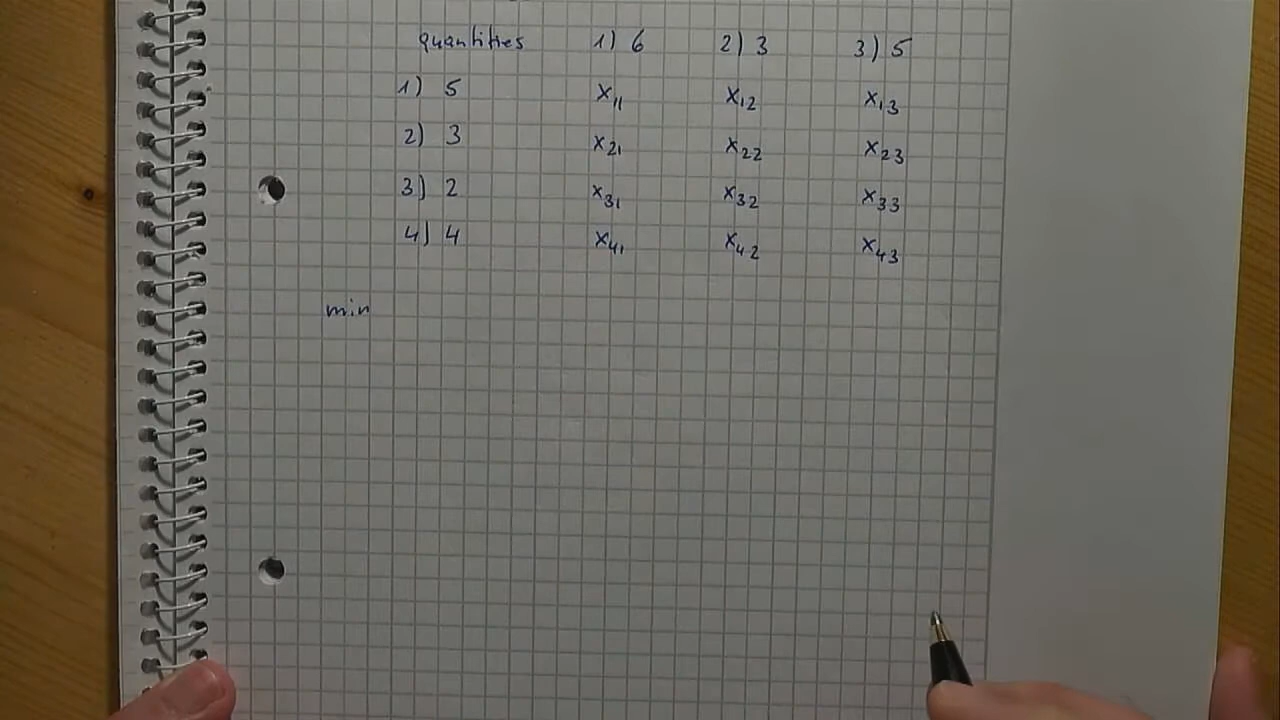 quantities 1) 6 2) 3 3) 5
1) 5 x11 x12 x13
2) 3 x21 x22 x23
3) 2 x31 x32 x33
4) 4 x41 x42 x43
min